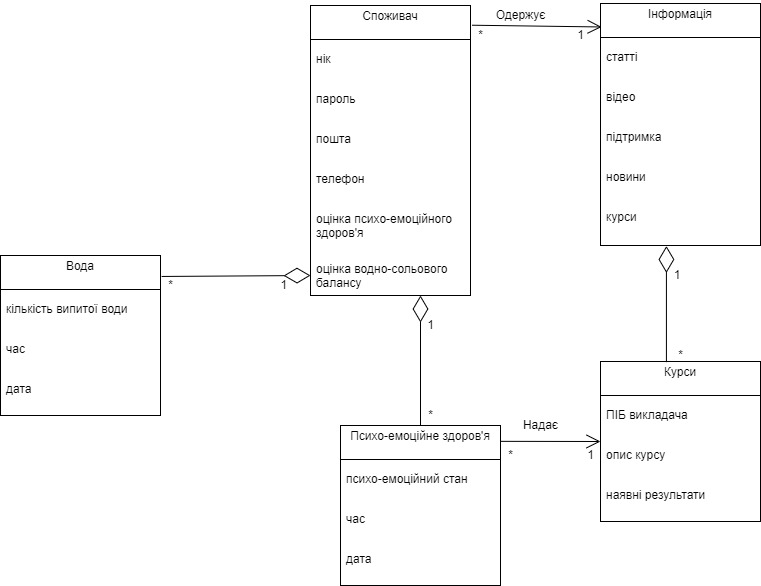 Споживач
нік
пароль
пошта
телефон
оцінка психо-емоційного
здоров'я
оцінка водно-сольового
балансу
Одержує
*
1
Інформація
статті
відео
підтримка
новини
курси
Вода
кількість випитої води
час
дата
*
1
1
*
1
*
Психо-емоційне здоров'я
психо-емоційний стан
час
дата
Надає
*
1
Курси
ПІБ викладача
опис курсу
наявні результати